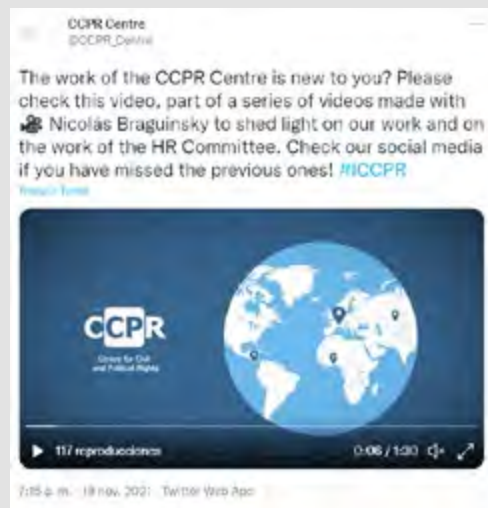 CCPR Centre
@CCPR_Centre
The work of the CCPR Centre is new to you? Please
check this video, part of a series of videos made with
🎥 Nicolás Braguinsky to shed light on our work and on
the work of the HR Committee. Check our social media
if you have missed the previous ones! #ICCPR
CCPR
Centre for Civil
and Political Rights
117 reproducciones
0:06 / 1:30
p. m. nov. 2021 Twitter Web App